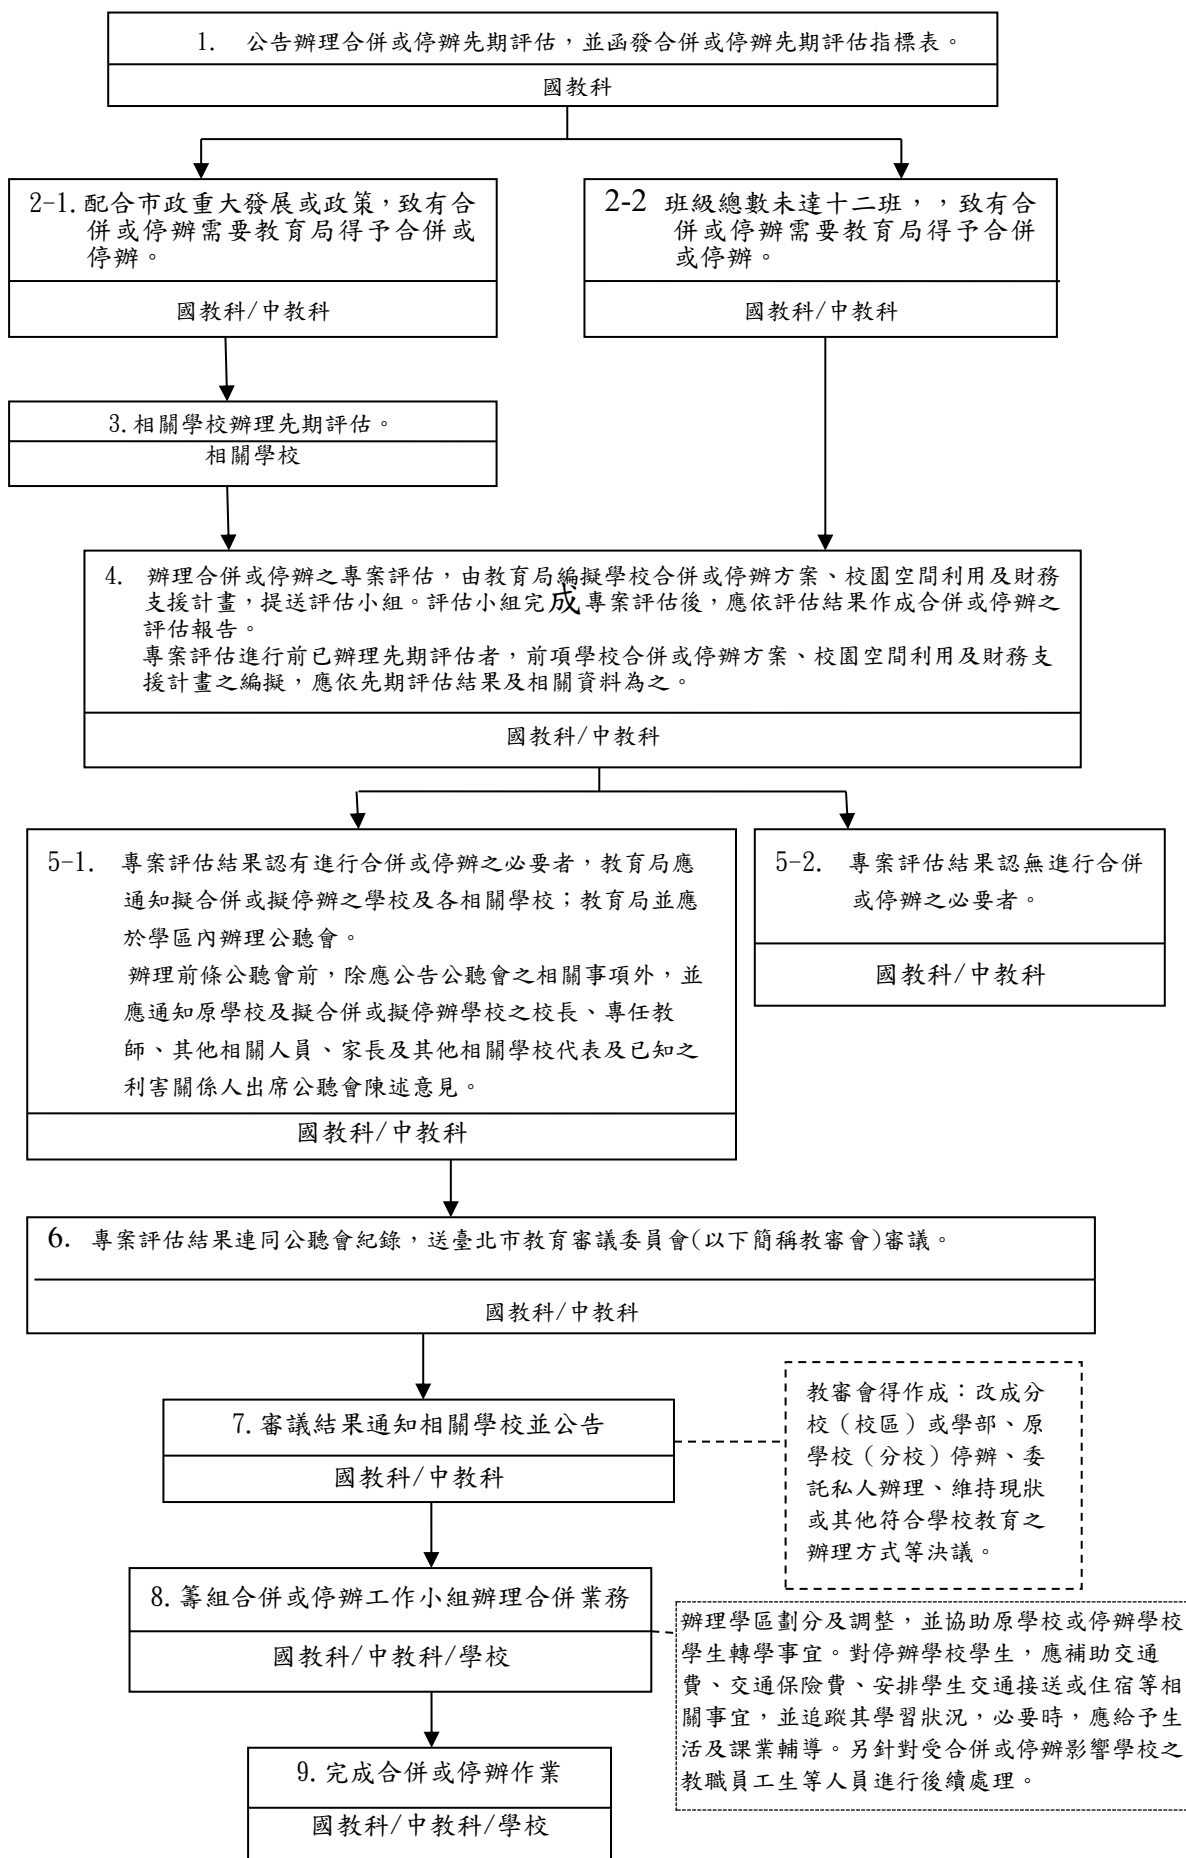 1. 公告辦理合併或停辦先期評估，並函發合併或停辦先期評估指標表。
國教科
2-1. 配合市政重大發展或政策，致有合
併或停辦需要教育局得予合併或
停辦。
國教科/中教科
2-2 班級總數未達十二班，，致有合
併或停辦需要教育局得予合併
或停辦。
國教科/中教科
3. 相關學校辦理先期評估。
相關學校
4. 辦理合併或停辦之專案評估，由教育局編擬學校合併或停辦方案、校園空間利用及財務
支援計畫，提送評估小組。評估小組完成專案評估後，應依評估結果作成合併或停辦之
評估報告。
專案評估進行前已辦理先期評估者，前項學校合併或停辦方案、校園空間利用及財務支
援計畫之編擬，應依先期評估結果及相關資料為之。
國教科/中教科
5-1. 專案評估結果認有進行合併或停辦之必要者，教育局應
通知擬合併或擬停辦之學校及各相關學校；教育局並應
於學區內辦理公聽會。
辦理前條公聽會前，除應公告公聽會之相關事項外，並
應通知原學校及擬合併或擬停辦學校之校長、專任教
師、其他相關人員、家長及其他相關學校代表及已知之
利害關係人出席公聽會陳述意見。
國教科/中教科
5-2. 專案評估結果認無進行合併
或停辦之必要者。
國教科/中教科
6. 專案評估結果連同公聽會紀錄，送臺北市教育審議委員會(以下簡稱教審會)審議。
國教科/中教科
7. 審議結果通知相關學校並公告
國教科/中教科
教審會得作成：改成分
校（校區）或學部、原
學校（分校）停辦、委
託私人辦理、維持現狀
或其他符合學校教育之
辦理方式等決議。
8. 籌組合併或停辦工作小組辦理合併業務
國教科/中教科/學校
辦理學區劃分及調整，並協助原學校或停辦學校
學生轉學事宜。對停辦學校學生，應補助交通
費、交通保險費、安排學生交通接送或住宿等相
關事宜，並追蹤其學習狀況，必要時，應給予生
活及課業輔導。另針對受合併或停辦影響學校之
教職員工生等人員進行後續處理。
9. 完成合併或停辦作業
國教科/中教科/學校